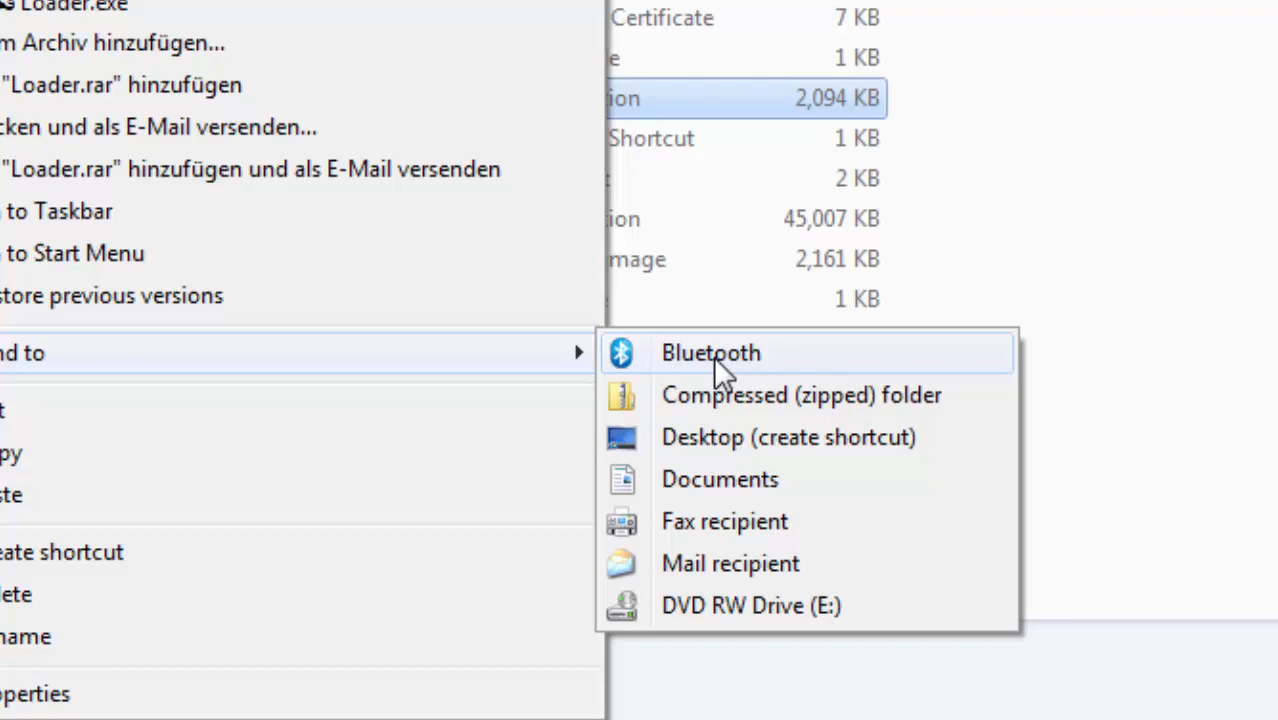 Loader.exe
m Archiv hinzufügen...
"Loader.rar" hinzufügen
cken und als E-Mail versenden...
"Loader.rar" hinzufügen und als E-Mail versenden
to Taskbar
to Start Menu
store previous versions
nd to
t
py
ste
eate shortcut
lete
name
operties
Certificate 7 KB
e 1 KB
ion 2,094 KB
Shortcut 1 KB
2 KB
ion 45,007 KB
mage 2,161 KB
1 KB
Bluetooth
Compressed (zipped) folder
Desktop (create shortcut)
Documents
Fax recipient
Mail recipient
DVD RW Drive (E:)